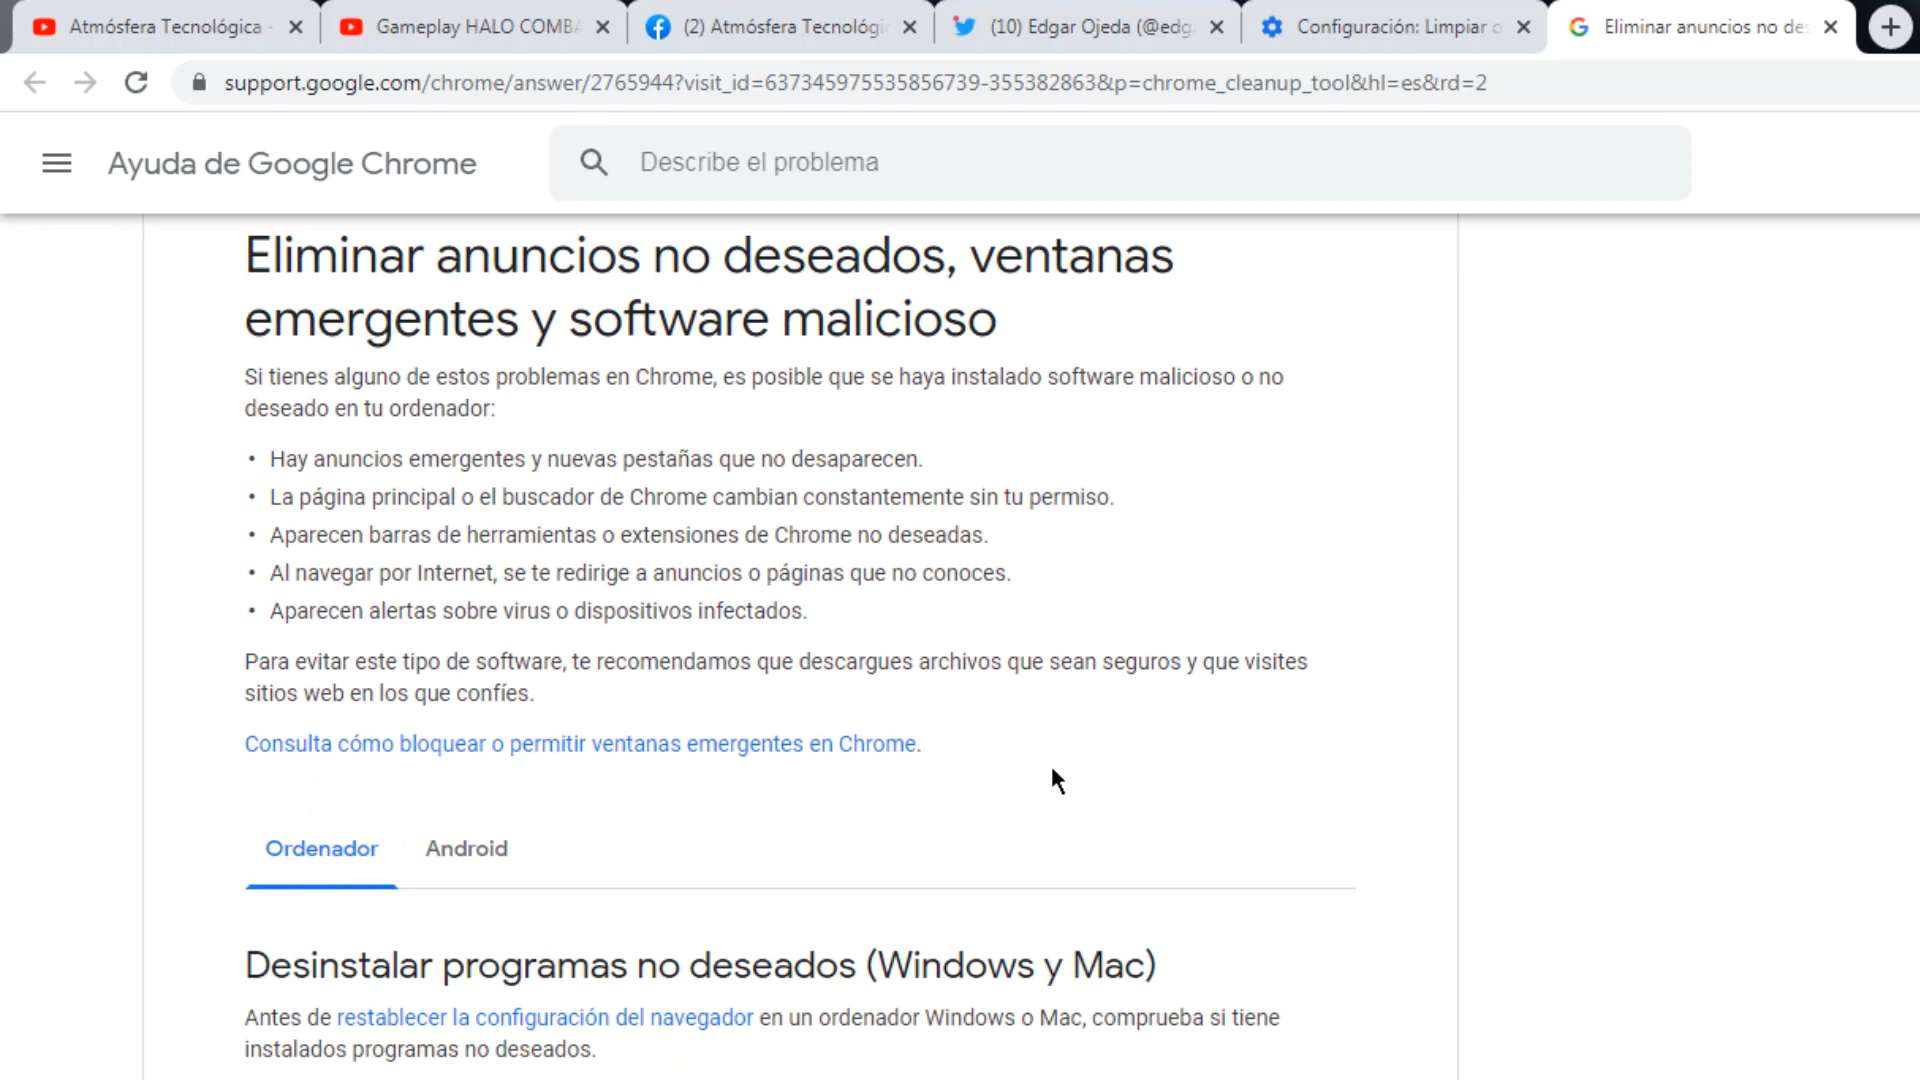 Atmósfera Tecnológica -
Gameplay HALO COMBA
(2) Atmósfera Tecnológi
(10) Edgar Ojeda (@edg
Configuración: Limpiar o
Eliminar anuncios no de
support.google.com/chrome/answer/2765944?visit_id=637345975535856739-355382863&p=chrome_cleanup_tool&hl=es&rd=2
Ayuda de Google Chrome
Describe el problema
Eliminar anuncios no deseados, ventanas
emergentes y software malicioso
Si tienes alguno de estos problemas en Chrome, es posible que se haya instalado software malicioso o no
deseado en tu ordenador:
• Hay anuncios emergentes y nuevas pestañas que no desaparecen.
• La página principal o el buscador de Chrome cambian constantemente sin tu permiso.
• Aparecen barras de herramientas o extensiones de Chrome no deseadas.
• Al navegar por Internet, se te redirige a anuncios o páginas que no conoces.
• Aparecen alertas sobre virus o dispositivos infectados.
Para evitar este tipo de software, te recomendamos que descargues archivos que sean seguros y que visites
sitios web en los que confíes.
Consulta cómo bloquear o permitir ventanas emergentes en Chrome.
Ordenador
Android
Desinstalar programas no deseados (Windows y Mac)
Antes de restablecer la configuración del navegador en un ordenador Windows o Mac, comprueba si tiene
instalados programas no deseados.